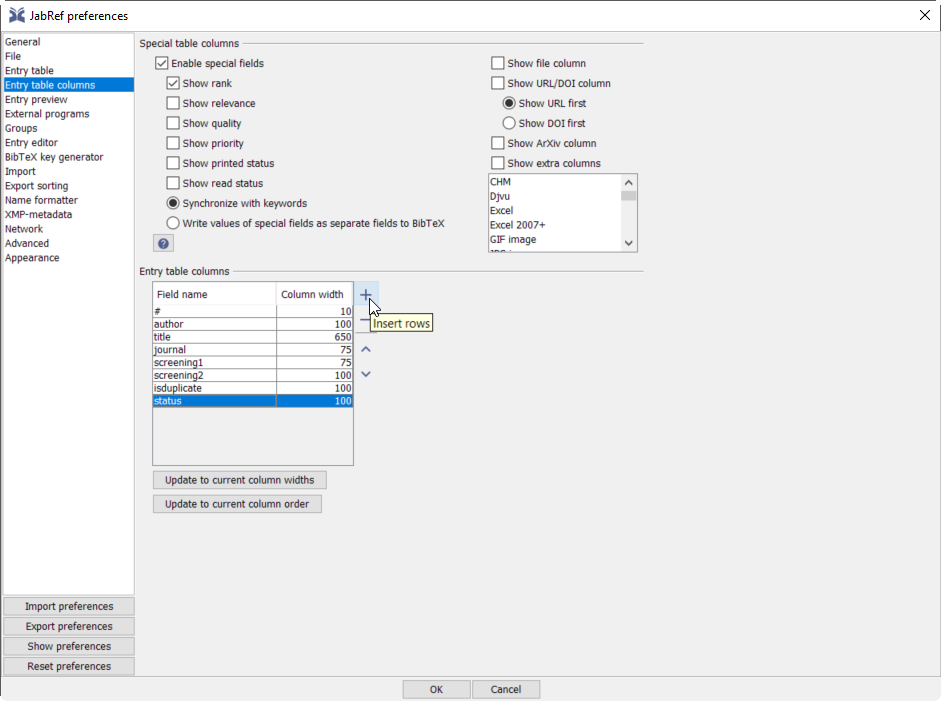 JabRef preferences
General
File
Entry table
Entry table columns
Entry preview
External programs
Groups
Entry editor
BibTeX key generator
Import
Export sorting
Name formatter
XMP-metadata
Network
Advanced
Appearance
Import preferences
Export preferences
Show preferences
Reset preferences
Special table columns
Enable special fields
Show rank
Show relevance
Show quality
Show priority
Show printed status
Show read status
Synchronize with keywords
Write values of special fields as separate fields to BibTeX
?
Show file column
Show URL/DOI column
Show URL first
Show DOI first
Show ArXiv column
Show extra columns
CHM
Djvu
Excel
Excel 2007+
GIF image
Entry table columns
Field name Column width
# 10
author 100
title 650
journal 75
screening1 75
screening2 100
isduplicate 100
status 100
Insert rows
Update to current column widths
Update to current column order
OK Cancel